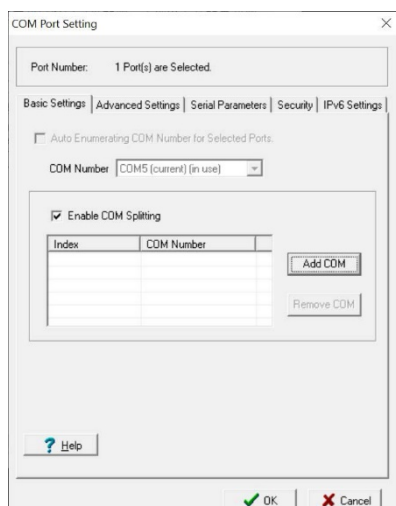 COM Port Setting
Port Number: 1 Port(s) are Selected.
Basic Settings Advanced Settings Serial Parameters Security IPv6 Settings
Auto Enumerating COM Number for Selected Ports.
COM Number COM5 (current) (in use)
Enable COM Splitting
Index COM Number
Add COM
Remove COM
? Help
OK Cancel